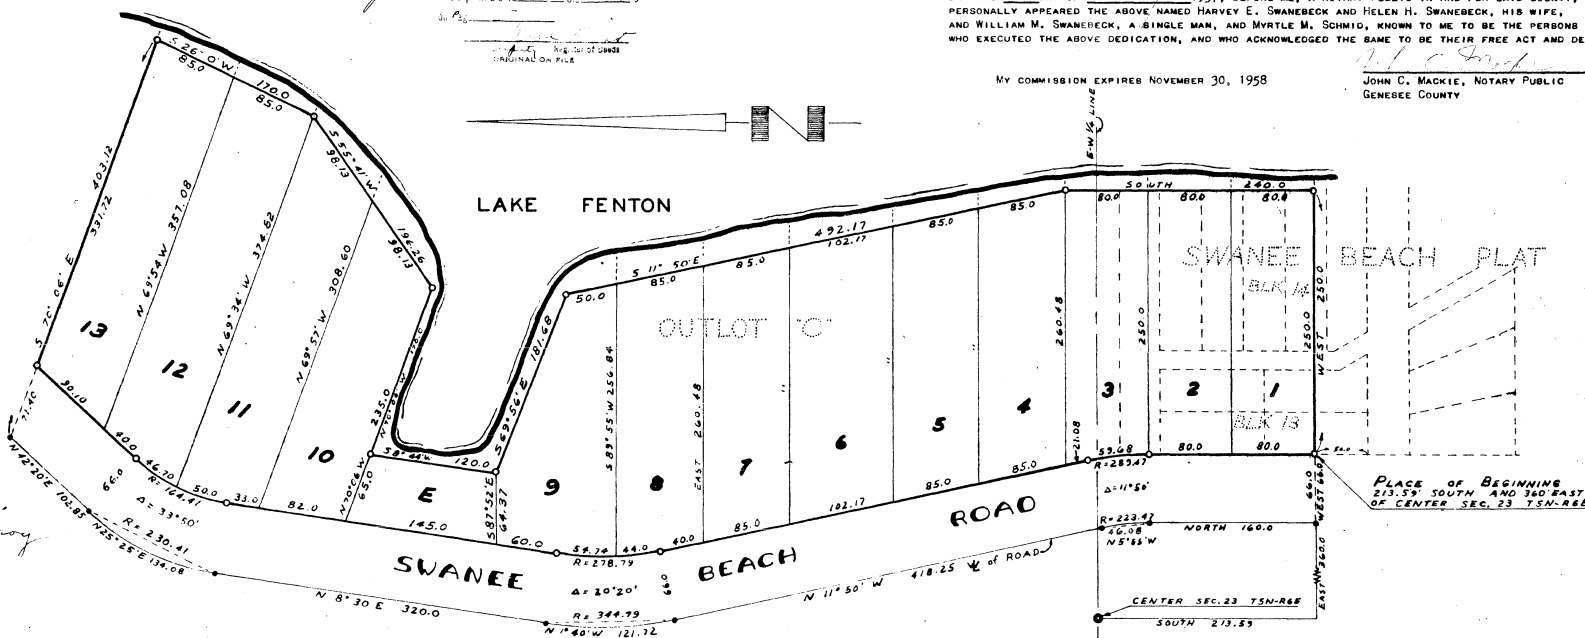 PERSONALLY APPEARED THE ABOVE NAMED HARVEY E. SWANEBECK AND HELEN H. SWANEBECK, HIS WIFE,
AND WILLIAM M. SWANEBECK, A SINGLE MAN, AND MYRTLE M. SCHMID, KNOWN TO ME TO BE THE PERSONS
WHO EXECUTED THE ABOVE DEDICATION, AND WHO ACKNOWLEDGED THE SAME TO BE THEIR FREE ACT AND DE
Register of Deeds
ORIGINAL ON FILE
MY COMMISSION EXPIRES NOVEMBER 30, 1958
JOHN C. MACKIE, NOTARY PUBLIC
GENESEE COUNTY
E-W 1/4 LINE
N
LAKE FENTON
S 26° 0' W 170.0
85.0 85.0
S 55° 41' W 196.26
98.13 98.13
403.12
331.72
S 70° 06' E
N 69°54 W 357.08
N 69° 34' W 374.62
N 69° 57' W 308.60
SOUTH 240.0
80.0 80.0 80.0
492.17
S 11° 50' E
50.0 85.0 85.0 102.17 85.0 85.0
181.68
S 69° 56' E
S 89° 55' W 256.84
EAST 260.48
260.48
250.0
250.0
WEST 250.0
SWANEE BEACH PLAT
BLK 14
BLK 13
OUTLOT "C"
13
12
11
10
E
9
8
7
6
5
4
3
2
1
235.0
N 70° 06' W
65.0
S 8° 44' W 120.0
S 87° 52' E
64.37
71.40
90.10
40.0
46.70
R = 164.41
Δ = 33° 50'
66.0
50.0 33.0 82.0 145.0 60.0
54.74 44.0 40.0
R = 278.79
Δ = 20° 20'
R = 344.79
66.0
85.0 102.17 85.0 85.0
21.08
59.68
R = 289.47
80.0 80.0
Δ = 11° 50'
R = 223.47
46.08
N 5° 55' W
NORTH 160.0
66.0
WEST 66.0
EAST 360.0
50.0
PLACE OF BEGINNING
213.59' SOUTH AND 360' EAST
OF CENTER SEC. 23 T5N-R6E
SWANEE BEACH ROAD
N 42° 20' E 102.85
R = 230.41
N 25° 25' E 134.08
N 8° 30 E 320.0
N 1° 40' W 121.72
N 11° 50' W 418.25 ℄ of ROAD
CENTER SEC. 23 T5N-R6E
SOUTH 213.59